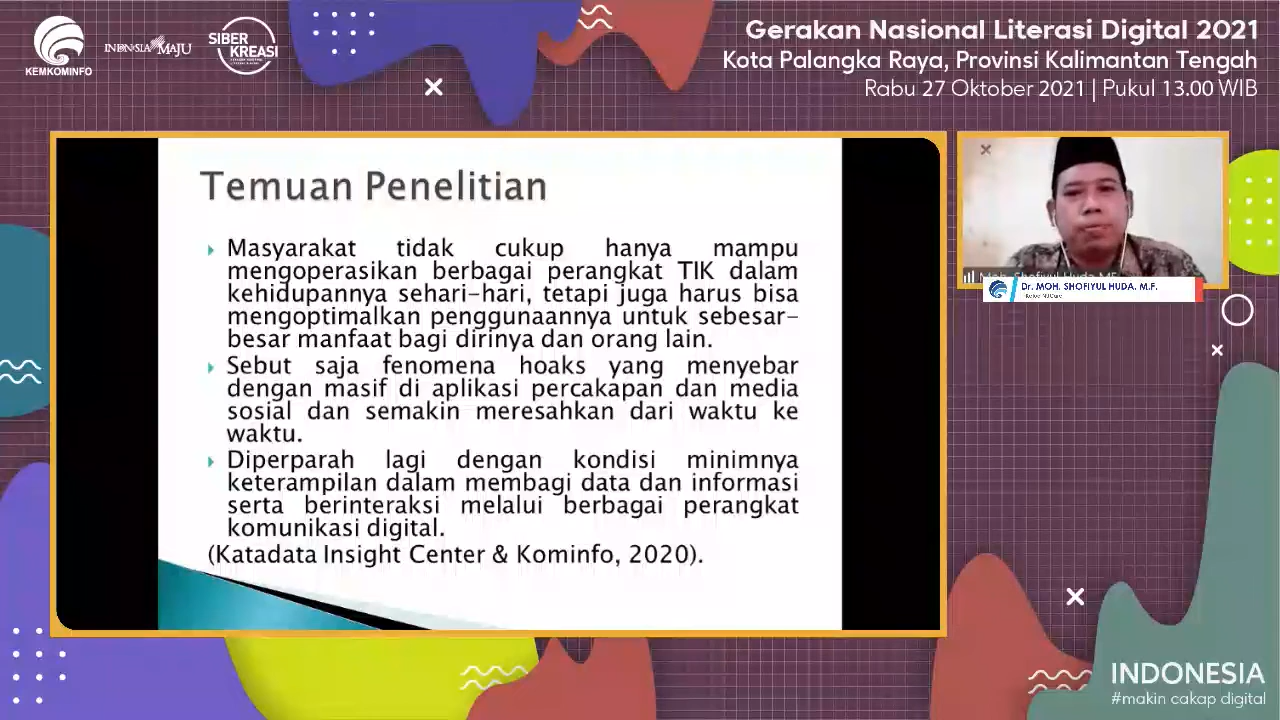 KEMKOMINFO
INDONESIA MAJU
SIBER
KREASI
Gerakan Nasional Literasi Digital 2021
Kota Palangka Raya, Provinsi Kalimantan Tengah
Rabu 27 Oktober 2021 | Pukul 13.00 WIB
Temuan Penelitian
Masyarakat tidak cukup hanya mampu
mengoperasikan berbagai perangkat TIK dalam
kehidupannya sehari-hari, tetapi juga harus bisa
mengoptimalkan penggunaannya untuk sebesar-
besar manfaat bagi dirinya dan orang lain.
Sebut saja fenomena hoaks yang menyebar
dengan masif di aplikasi percakapan dan media
sosial dan semakin meresahkan dari waktu ke
waktu.
Diperparah lagi dengan kondisi minimnya
keterampilan dalam membagi data dan informasi
serta berinteraksi melalui berbagai perangkat
komunikasi digital.
(Katadata Insight Center & Kominfo, 2020).
Moh. Shofiyul Huda MF
Dr. MOH. SHOFIYUL HUDA. M.F.
INDONESIA
#makin cakap digital